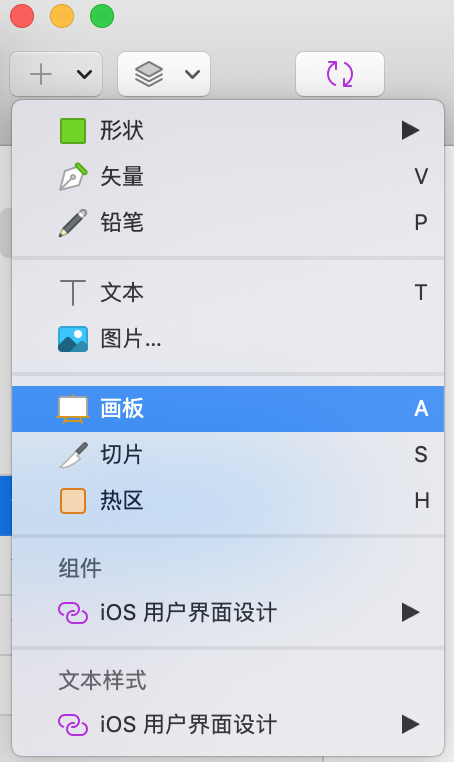 形状
矢量 V
铅笔 P
文本 T
图片...
画板 A
切片 S
热区 H
组件
iOS 用户界面设计
文本样式
iOS 用户界面设计